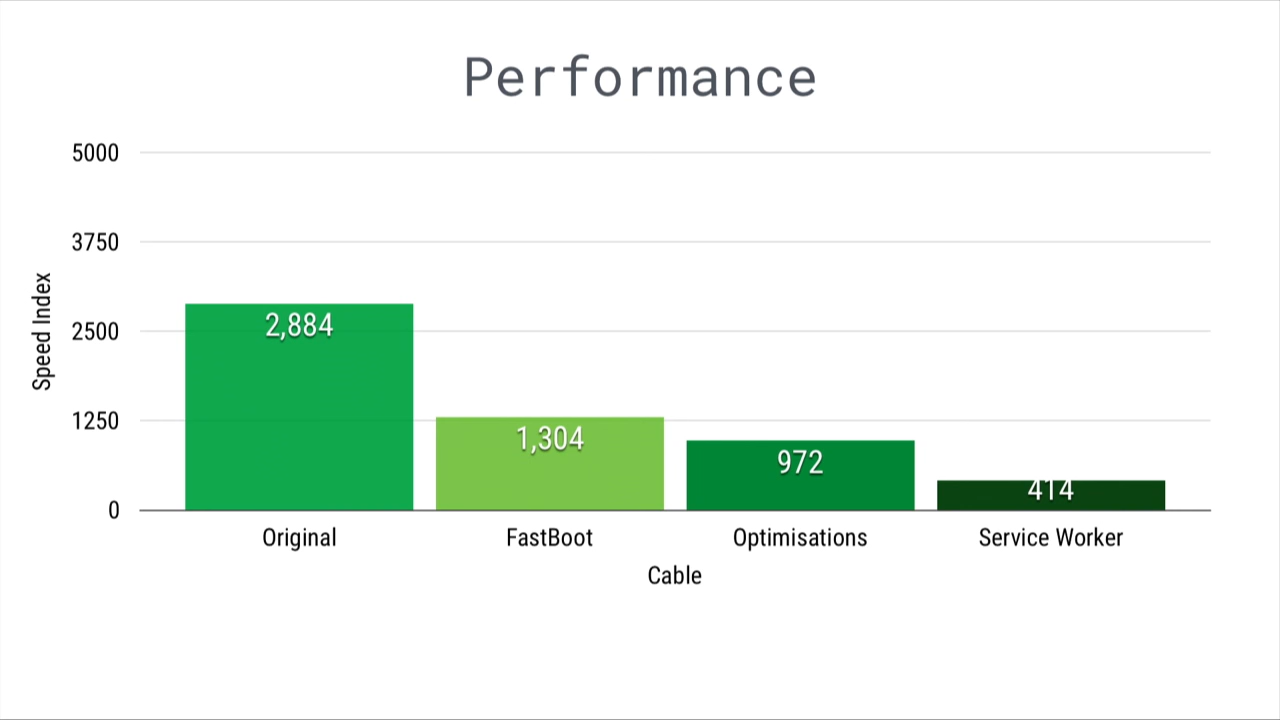 Performance
5000
3750
2500
1250
0
Speed Index
2,884
1,304
972
414
Original
FastBoot
Optimisations
Service Worker
Cable